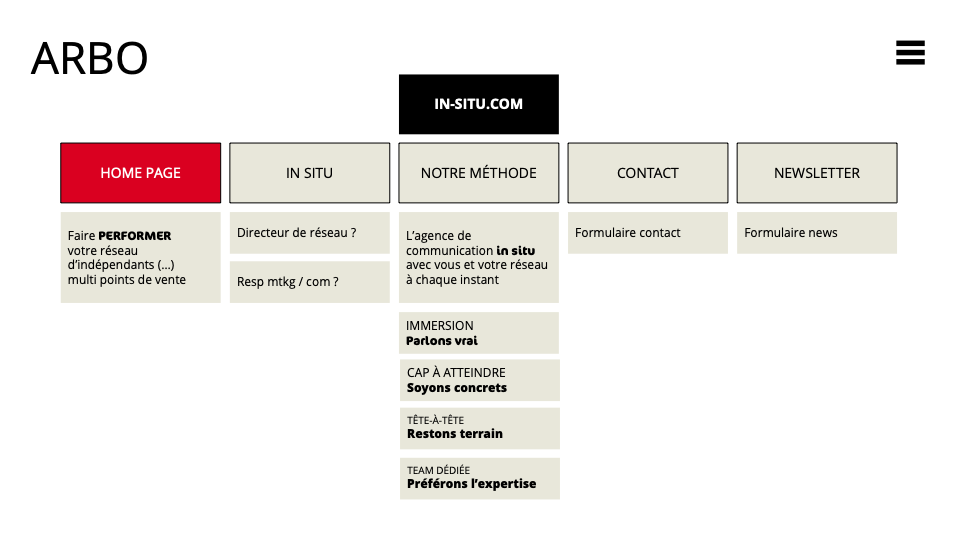 ARBO
IN-SITU.COM
HOME PAGE
IN SITU
NOTRE MÉTHODE
CONTACT
NEWSLETTER
Faire PERFORMER
votre réseau
d’indépendants (…)
multi points de vente
Directeur de réseau ?
Resp mtkg / com ?
L’agence de
communication in situ
avec vous et votre réseau
à chaque instant
IMMERSION
Parlons vrai
CAP À ATTEINDRE
Soyons concrets
TÊTE-À-TÊTE
Restons terrain
TEAM DÉDIÉE
Préférons l’expertise
Formulaire contact
Formulaire news